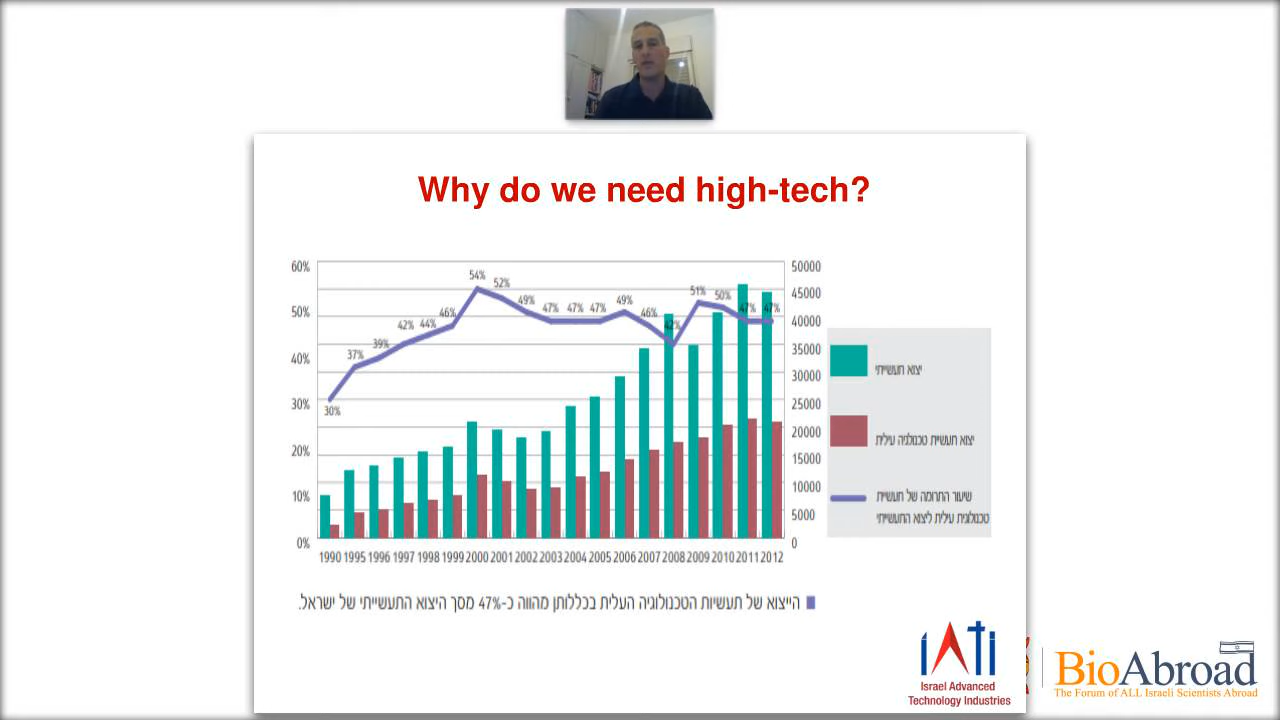 Why do we need high-tech?
60% 50% 40% 30% 20% 10% 0%
50000 45000 40000 35000 30000 25000 20000 15000 10000 5000 0
30% 37% 39% 42% 44% 46% 54% 52% 49% 47% 47% 47% 49% 46% 42% 51% 50% 47% 47%
1990 1995 1996 1997 1998 1999 2000 2001 2002 2003 2004 2005 2006 2007 2008 2009 2010 2011 2012
יצוא תעשייתי
יצוא תעשיית טכנולוגיה עילית
שיעור התרומה של תעשיית
טכנולוגית עילית ליצוא התעשייתי
הייצוא של תעשיות הטכנולוגיה העלית בכללותן מהווה כ-47% מסך היצוא התעשייתי של ישראל.
IATI
Israel Advanced
Technology Industries
BioAbroad
The Forum of ALL Israeli Scientists Abroad